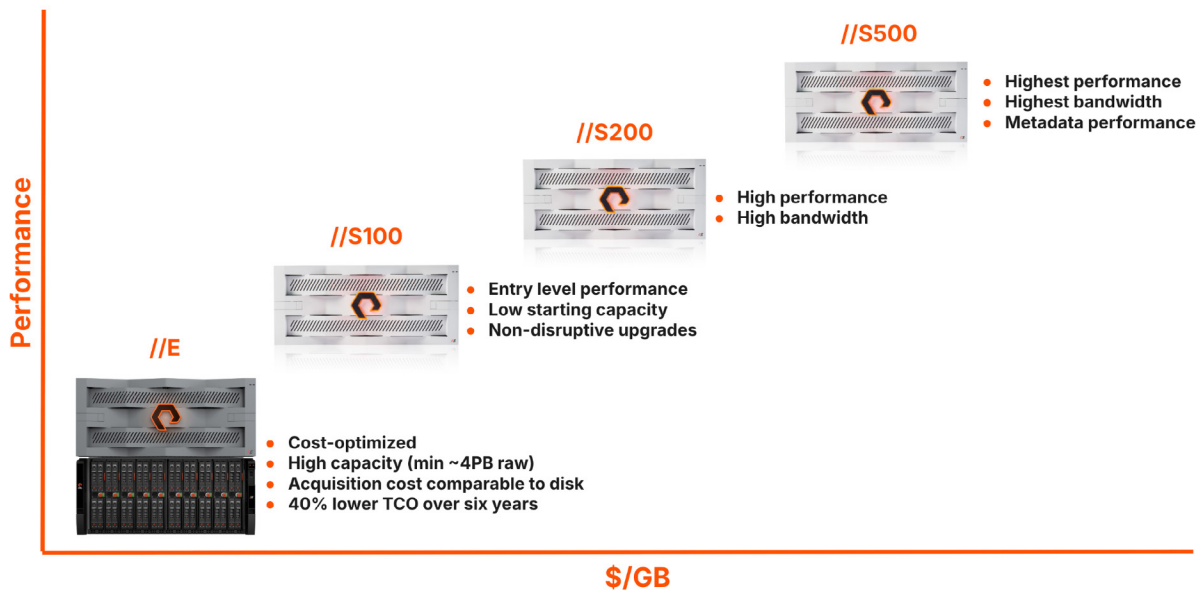 //S500
Highest performance
Highest bandwidth
Metadata performance
//S200
High performance
High bandwidth
//S100
Entry level performance
Low starting capacity
Non-disruptive upgrades
//E
Cost-optimized
High capacity (min ~4PB raw)
Acquisition cost comparable to disk
40% lower TCO over six years
Performance
$/GB